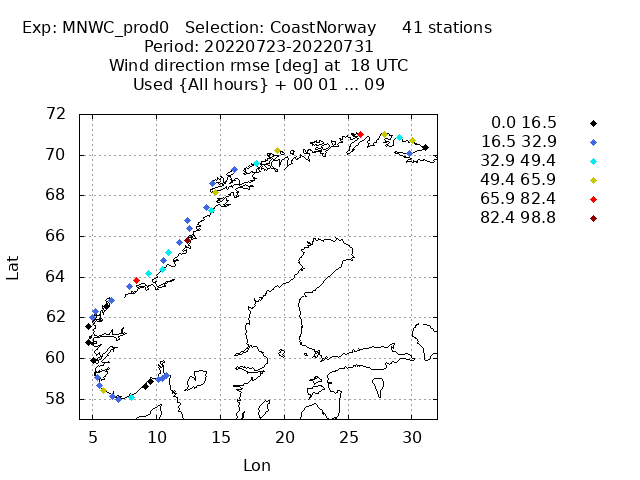 Exp: MNWC_prod0 Selection: CoastNorway 41 stations
Period: 20220723-20220731
Wind direction rmse [deg] at 18 UTC
Used {All hours} + 00 01 ... 09
72
70
68
66
64
62
60
58
Lat
5 10 15 20 25 30
Lon
0.0 16.5
16.5 32.9
32.9 49.4
49.4 65.9
65.9 82.4
82.4 98.8